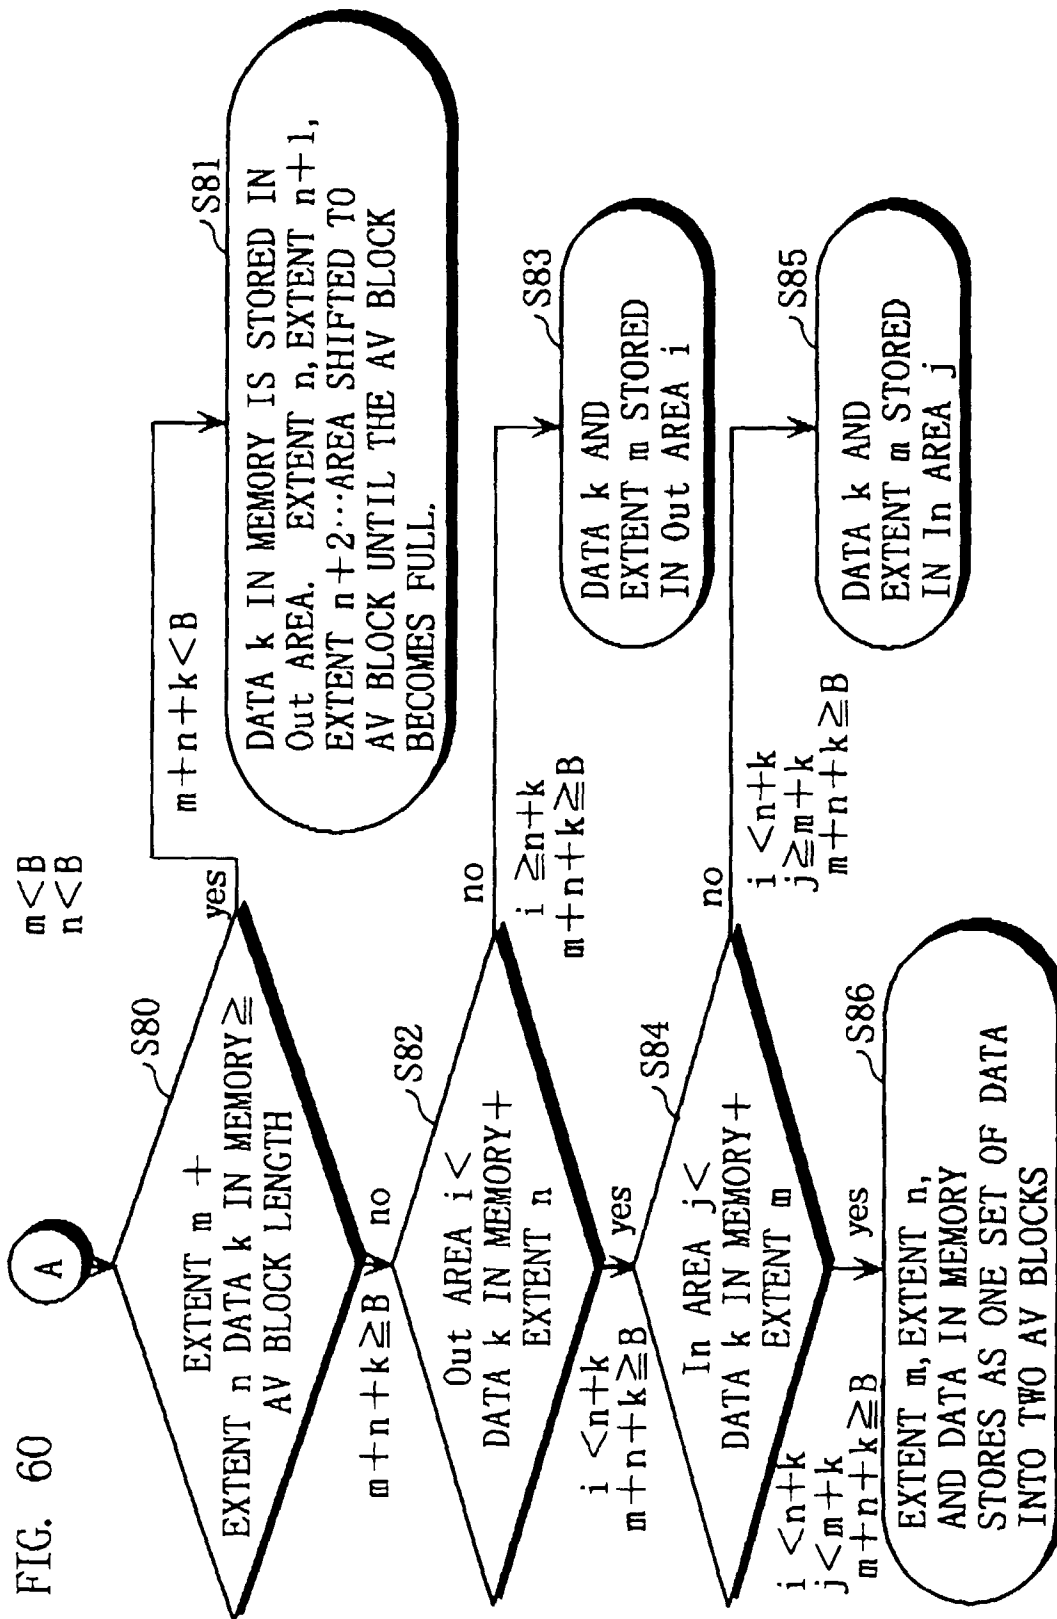 FIG. 60
A
m<B
n<B
S80
EXTENT m +
EXTENT n DATA k IN MEMORY≧
AV BLOCK LENGTH
yes
m+n+k<B
S81
DATA k IN MEMORY IS STORED IN
Out AREA. EXTENT n, EXTENT n+1,
EXTENT n+2⋯AREA SHIFTED TO
AV BLOCK UNTIL THE AV BLOCK
BECOMES FULL.
no
m+n+k≧B
S82
Out AREA i<
DATA k IN MEMORY+
EXTENT n
no
i ≧n+k
m+n+k≧B
S83
DATA k AND
EXTENT m STORED
IN Out AREA i
yes
i <n+k
m+n+k≧B
S84
In AREA j<
DATA k IN MEMORY+
EXTENT m
no
i <n+k
j≧m+k
m+n+k≧B
S85
DATA k AND
EXTENT m STORED
IN In AREA j
yes
i <n+k
j<m+k
m+n+k≧B
S86
EXTENT m, EXTENT n,
AND DATA IN MEMORY
STORES AS ONE SET OF DATA
INTO TWO AV BLOCKS